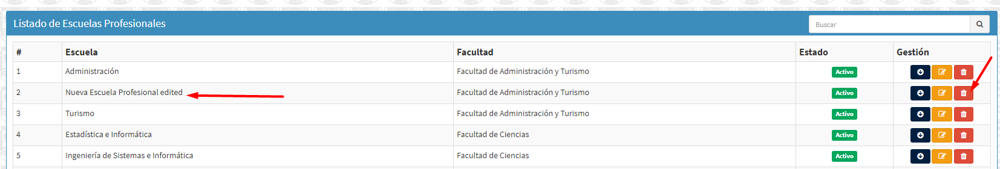 Listado de Escuelas Profesionales Buscar
# Escuela Facultad Estado Gestión
1 Administración Facultad de Administración y Turismo Activo
2 Nueva Escuela Profesional edited Facultad de Administración y Turismo Activo
3 Turismo Facultad de Administración y Turismo Activo
4 Estadística e Informática Facultad de Ciencias Activo
5 Ingeniería de Sistemas e Informática Facultad de Ciencias Activo